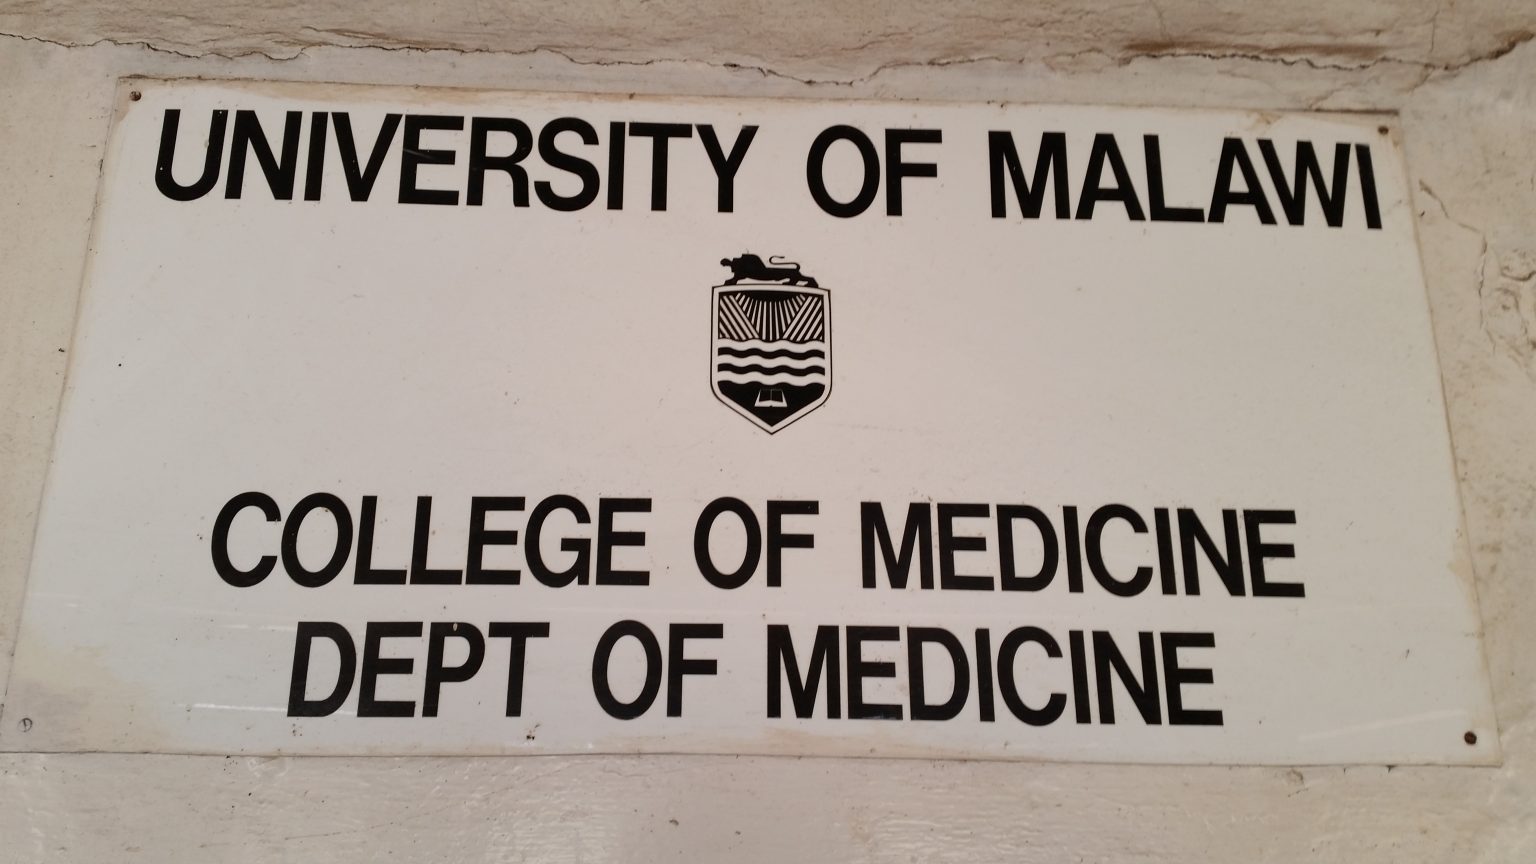 UNIVERSITY OF MALAWI
COLLEGE OF MEDICINE
DEPT OF MEDICINE